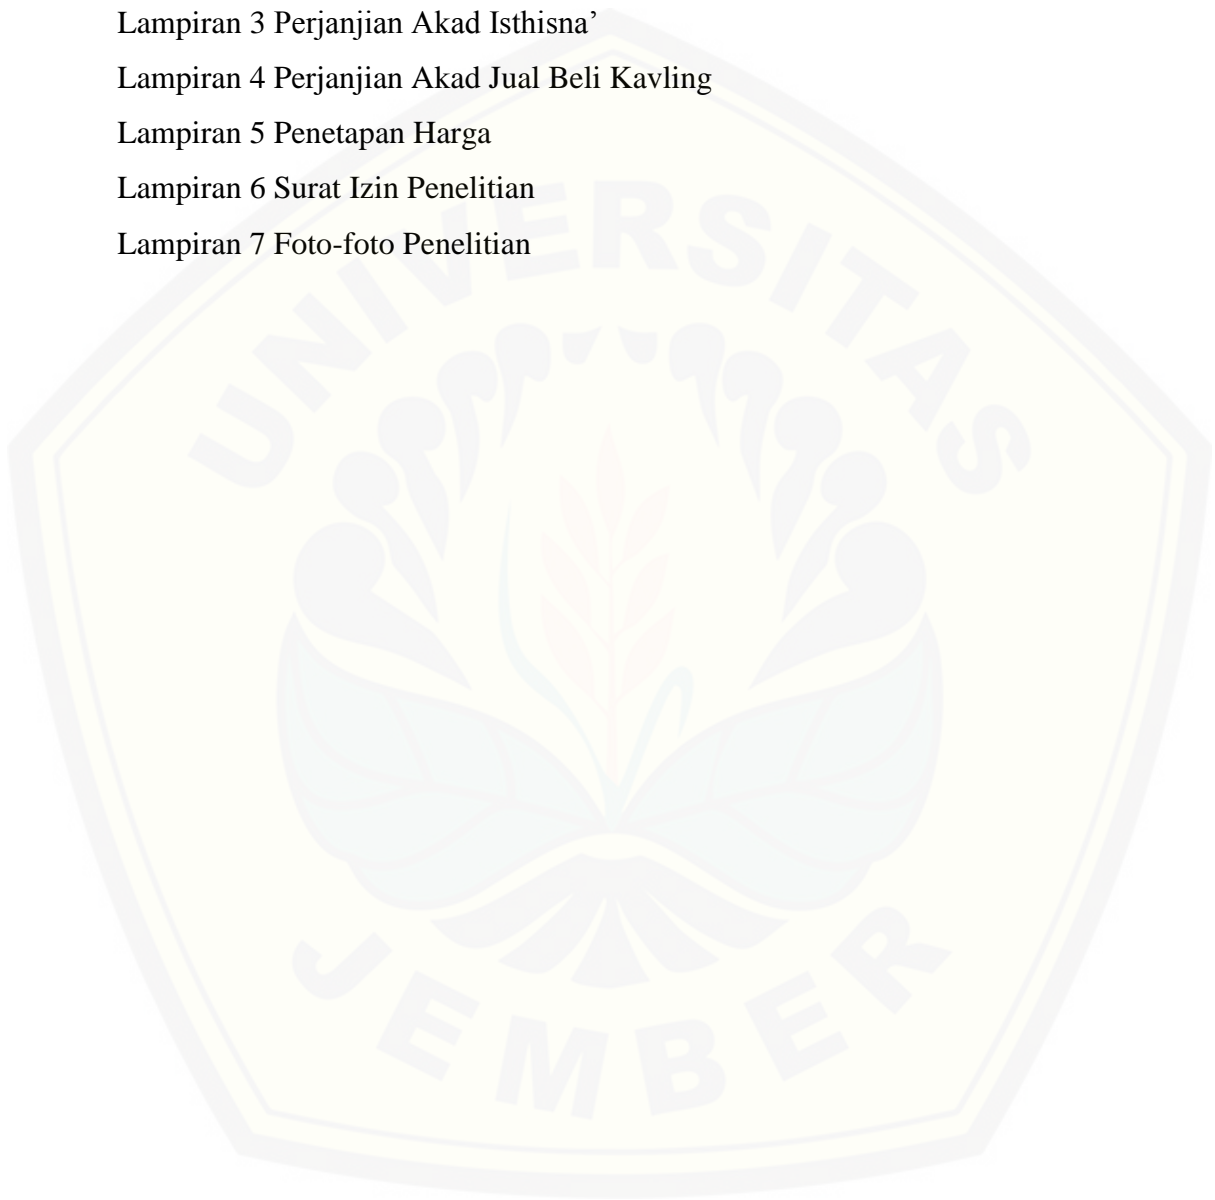 Lampiran 3 Perjanjian Akad Isthisna’
Lampiran 4 Perjanjian Akad Jual Beli Kavling
Lampiran 5 Penetapan Harga
Lampiran 6 Surat Izin Penelitian
Lampiran 7 Foto-foto Penelitian
UNIVERSITAS
JEMBER